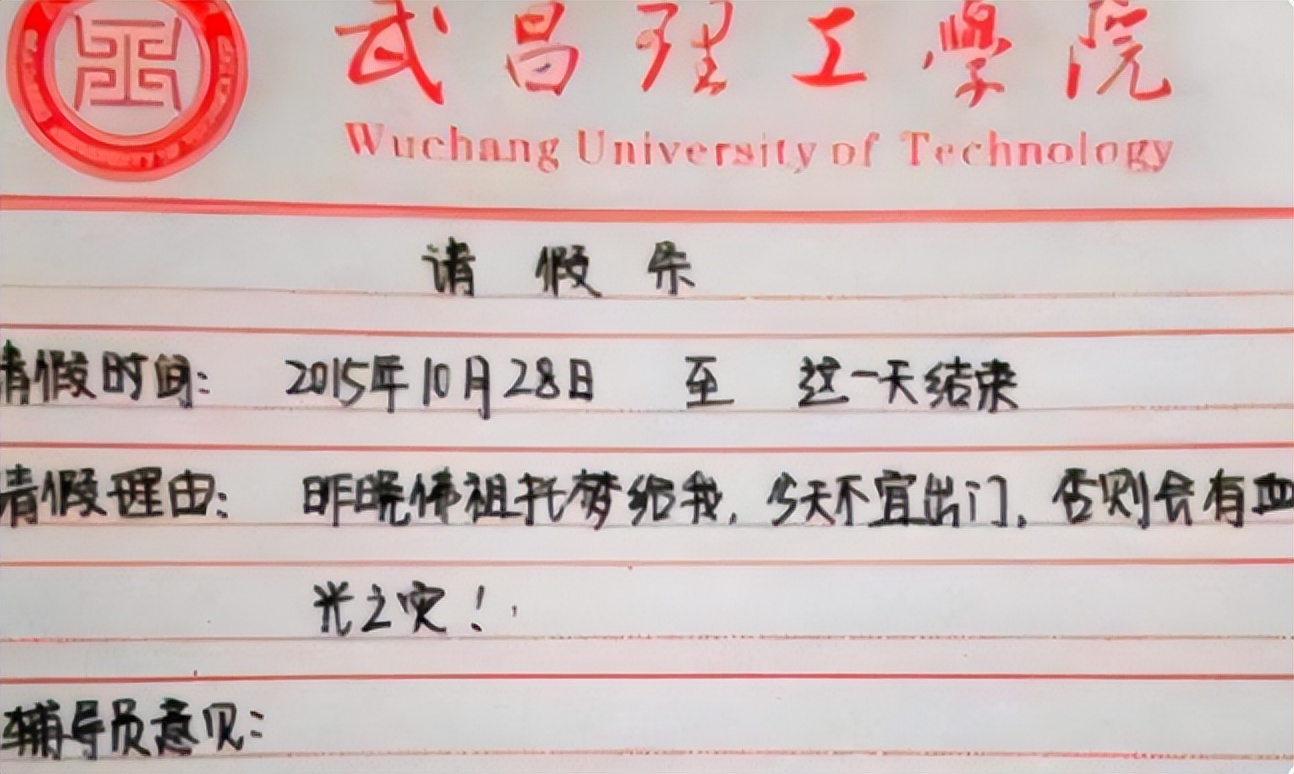 武昌理工學院
Wuchang University of Technology
请假条
请假时间: 2015年10月28日 至 这一天结束
请假理由: 昨晚佛祖托梦给我, 今天不宜出门, 否则会有血
光之灾!
辅导员意见: